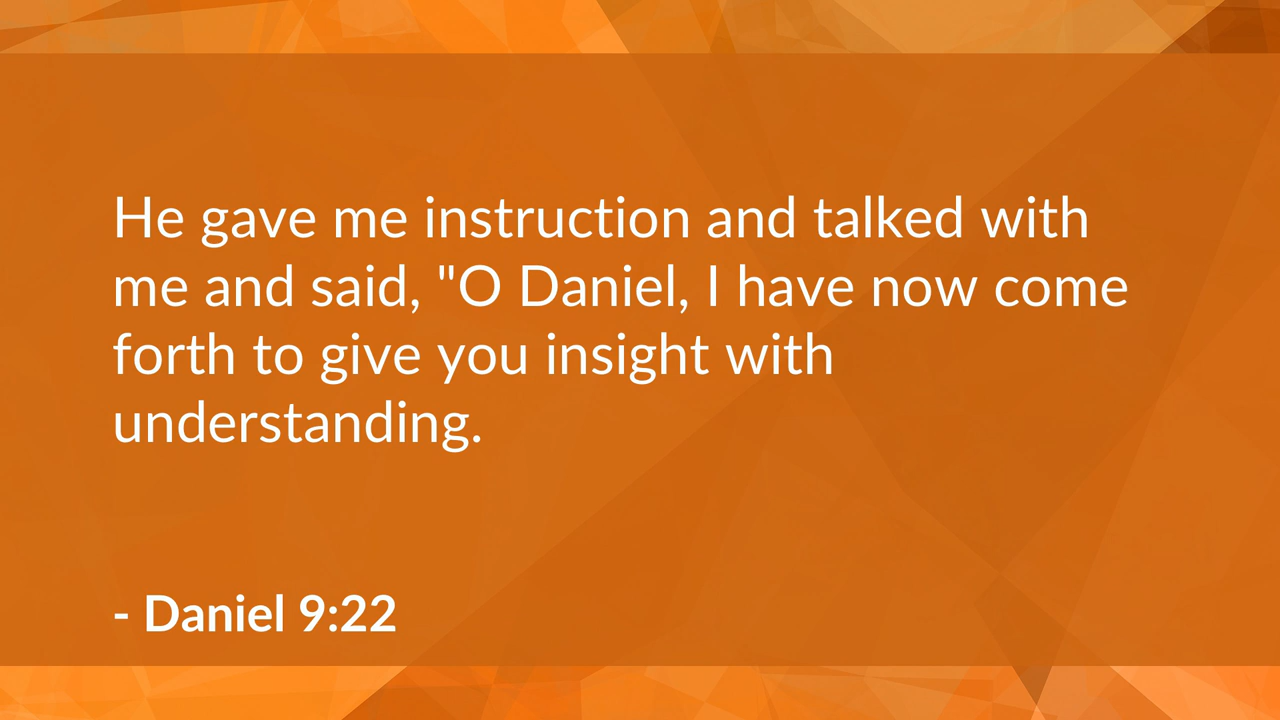 He gave me instruction and talked with
me and said, "O Daniel, I have now come
forth to give you insight with
understanding.
- Daniel 9:22